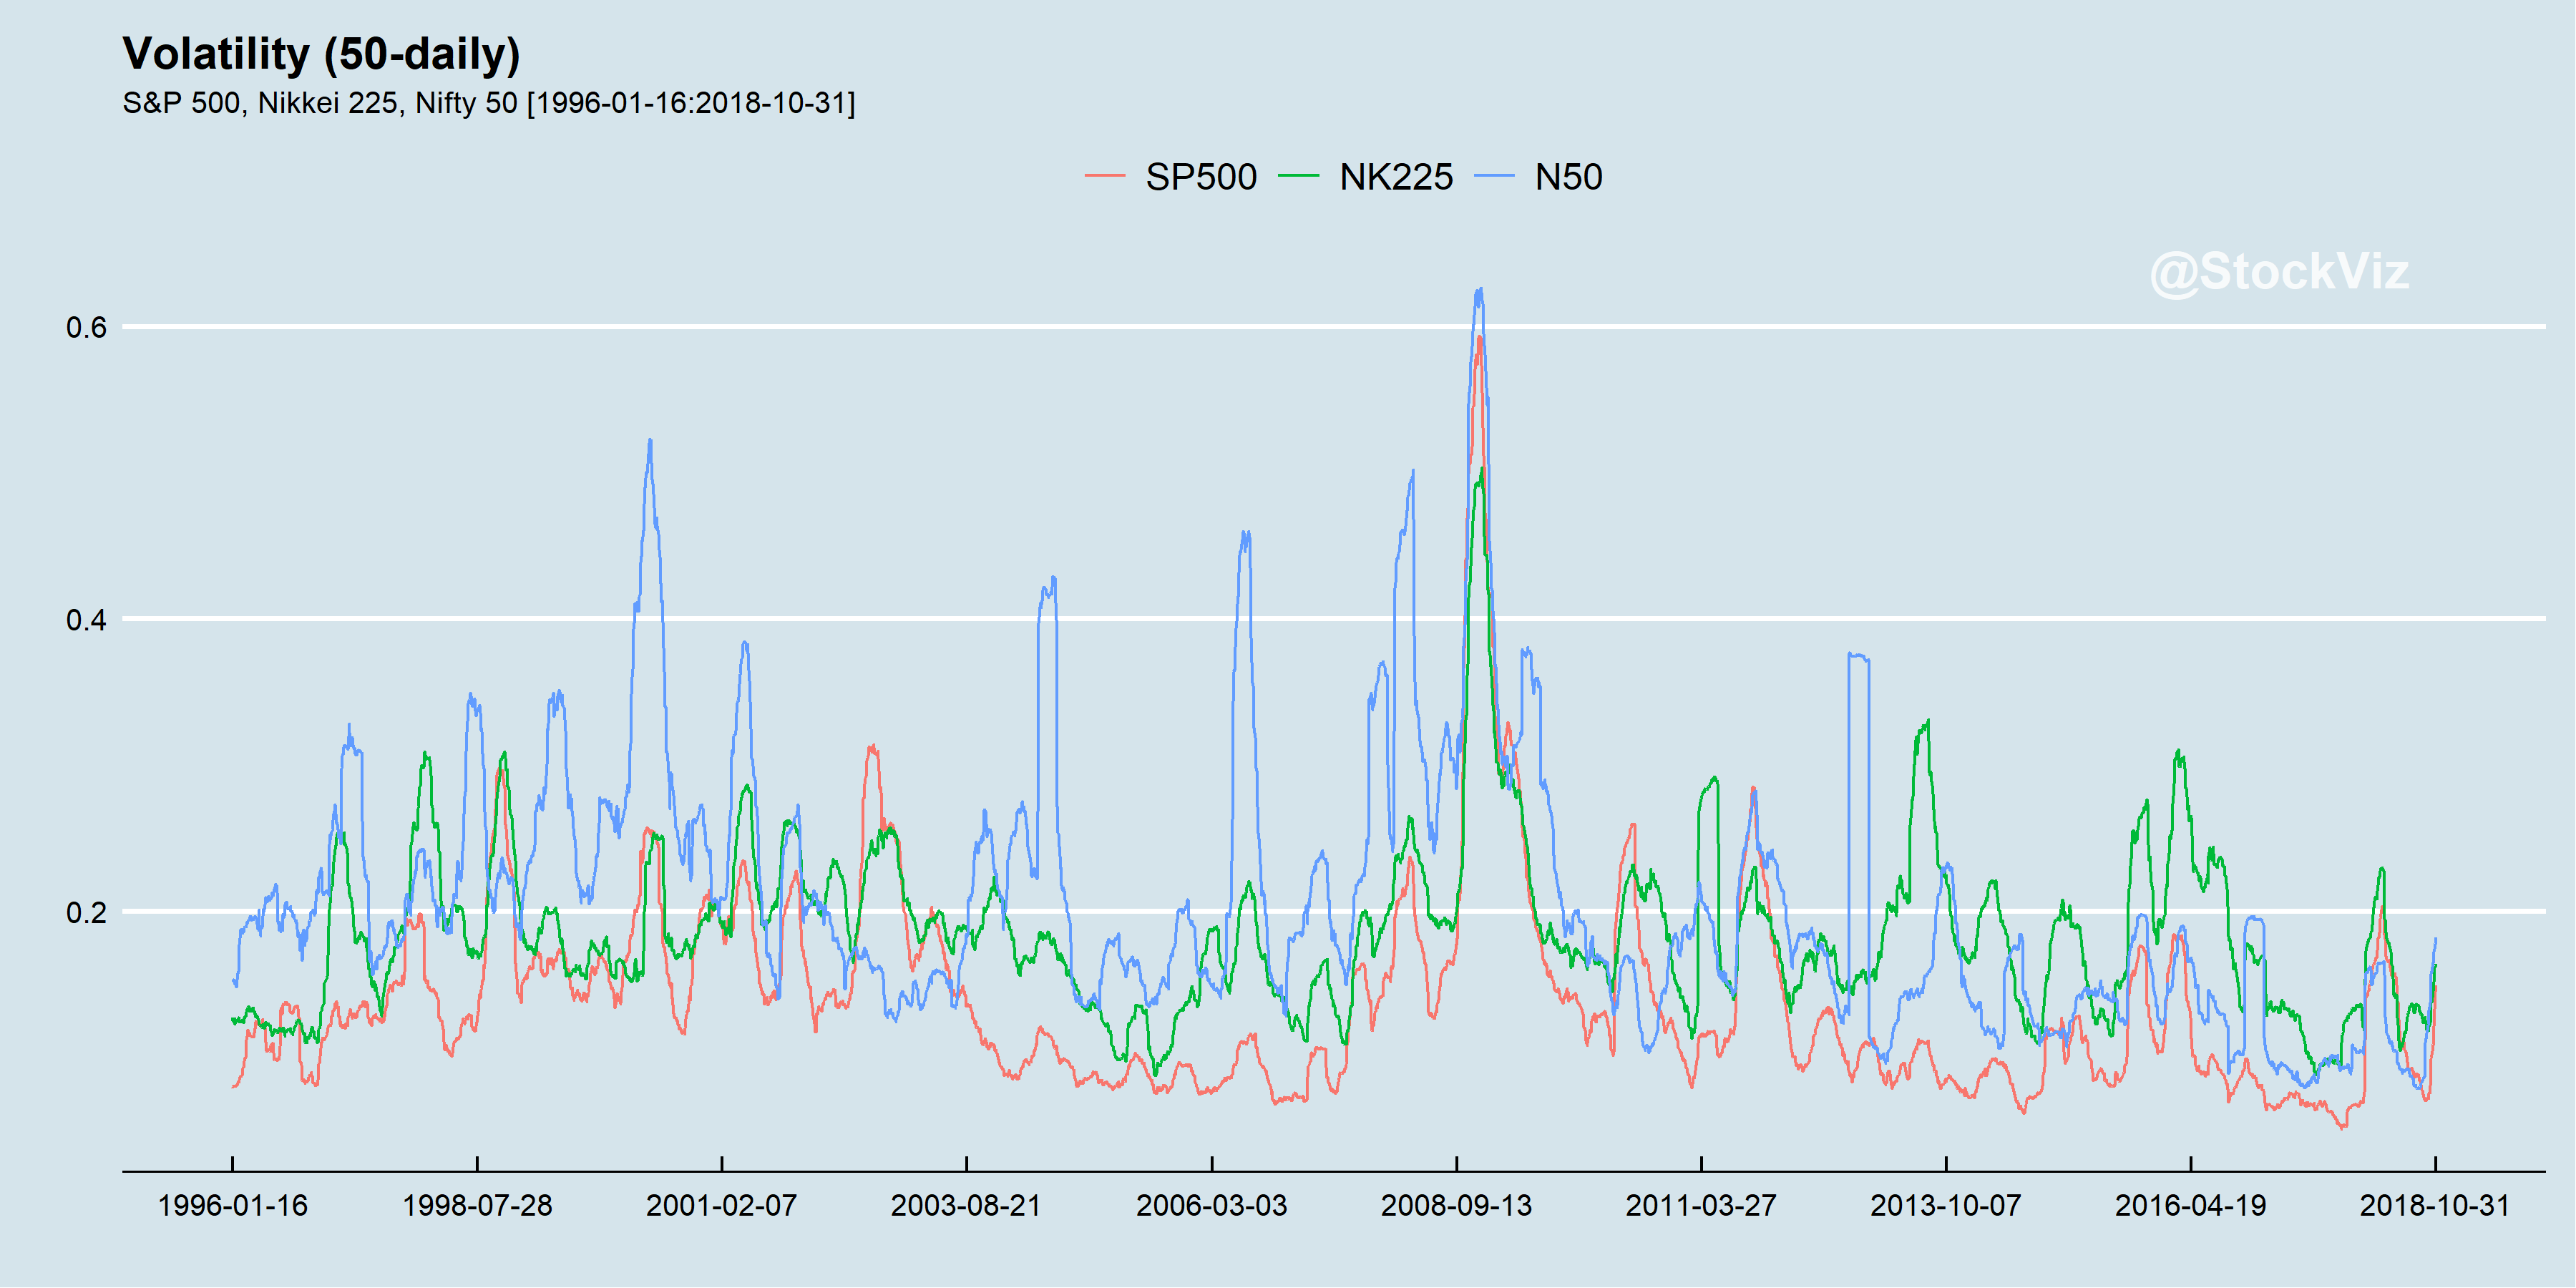 Volatility (50-daily)
S&P 500, Nikkei 225, Nifty 50 [1996-01-16:2018-10-31]
SP500 NK225 N50
@StockViz
0.6
0.4
0.2
1996-01-16 1998-07-28 2001-02-07 2003-08-21 2006-03-03 2008-09-13 2011-03-27 2013-10-07 2016-04-19 2018-10-31